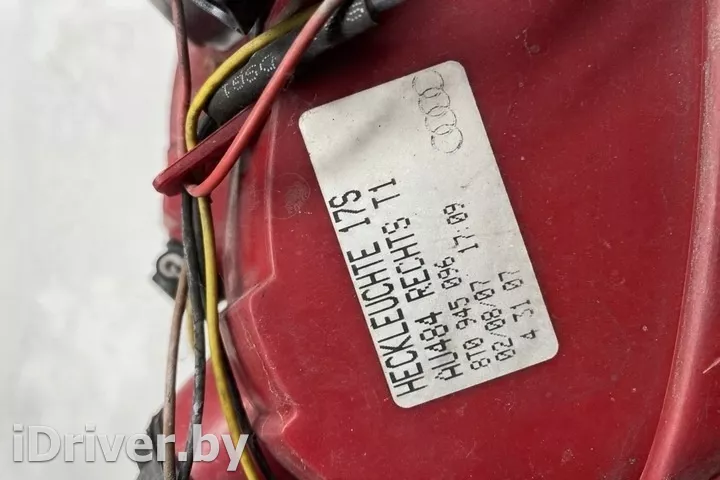 HECKLEUCHTE 17S
AU484 RECHTS T1
8T0 945 096 17:09
02/08/07
4 31 07
iDriver.by